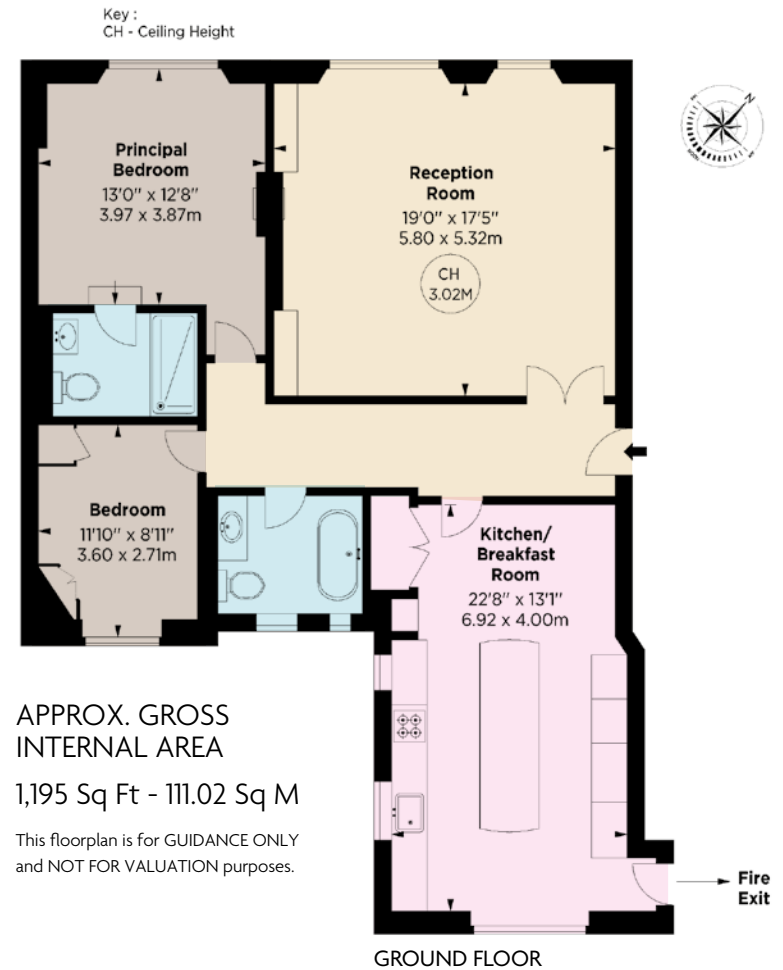 Key :
CH - Ceiling Height
N
Principal
Bedroom
13'0" x 12'8"
3.97 x 3.87m
Reception
Room
19'0" x 17'5"
5.80 x 5.32m
CH
3.02M
Bedroom
11'10" x 8'11"
3.60 x 2.71m
Kitchen/
Breakfast
Room
22'8" x 13'1"
6.92 x 4.00m
APPROX. GROSS
INTERNAL AREA
1,195 Sq Ft - 111.02 Sq M
This floorplan is for GUIDANCE ONLY
and NOT FOR VALUATION purposes.
Fire
Exit
GROUND FLOOR